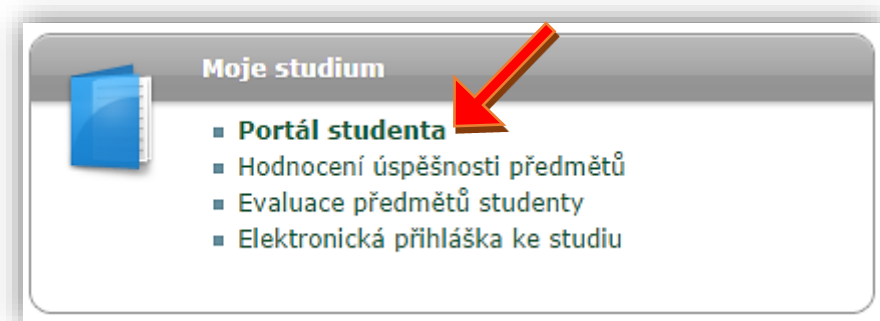 Moje studium
Portál studenta
Hodnocení úspěšnosti předmětů
Evaluace předmětů studenty
Elektronická přihláška ke studiu